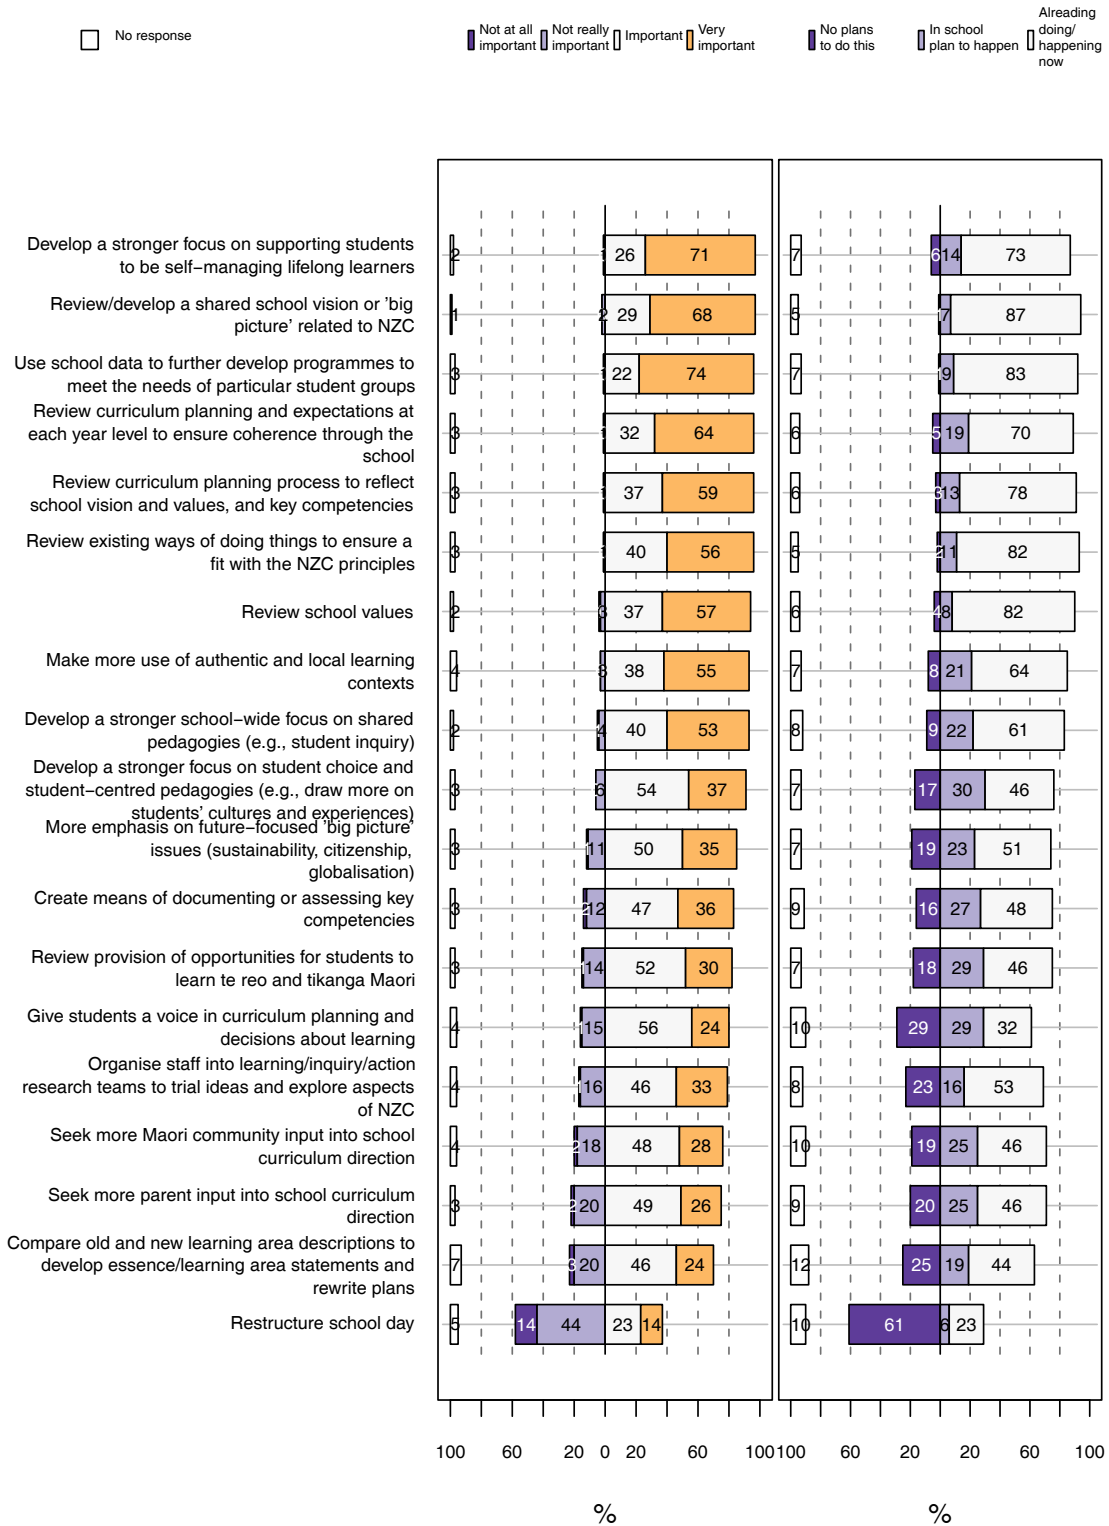 No response
Not at all important
Not really important
Important
Very important
No plans to do this
In school plan to happen
Alreading doing/ happening now
Develop a stronger focus on supporting students
to be self–managing lifelong learners
2 1 26 71 7 6 14 73
Review/develop a shared school vision or 'big
picture' related to NZC
1 2 29 68 5 1 7 87
Use school data to further develop programmes to
meet the needs of particular student groups
3 1 22 74 7 1 9 83
Review curriculum planning and expectations at
each year level to ensure coherence through the
school
3 1 32 64 6 5 19 70
Review curriculum planning process to reflect
school vision and values, and key competencies
3 1 37 59 6 3 13 78
Review existing ways of doing things to ensure a
fit with the NZC principles
3 1 40 56 5 2 11 82
Review school values
2 3 37 57 6 4 8 82
Make more use of authentic and local learning
contexts
4 3 38 55 7 8 21 64
Develop a stronger school–wide focus on shared
pedagogies (e.g., student inquiry)
2 4 40 53 8 9 22 61
Develop a stronger focus on student choice and
student–centred pedagogies (e.g., draw more on
students' cultures and experiences)
3 6 54 37 7 17 30 46
More emphasis on future–focused 'big picture'
issues (sustainability, citizenship,
globalisation)
3 1 11 50 35 7 19 23 51
Create means of documenting or assessing key
competencies
3 2 12 47 36 9 16 27 48
Review provision of opportunities for students to
learn te reo and tikanga Maori
3 1 14 52 30 7 18 29 46
Give students a voice in curriculum planning and
decisions about learning
4 1 15 56 24 10 29 29 32
Organise staff into learning/inquiry/action
research teams to trial ideas and explore aspects
of NZC
4 1 16 46 33 8 23 16 53
Seek more Maori community input into school
curriculum direction
4 2 18 48 28 10 19 25 46
Seek more parent input into school curriculum
direction
3 2 20 49 26 9 20 25 46
Compare old and new learning area descriptions to
develop essence/learning area statements and
rewrite plans
7 3 20 46 24 12 25 19 44
Restructure school day
5 14 44 23 14 10 61 6 23
100 60 20 0 20 60 100 100 60 20 20 60 100
% %